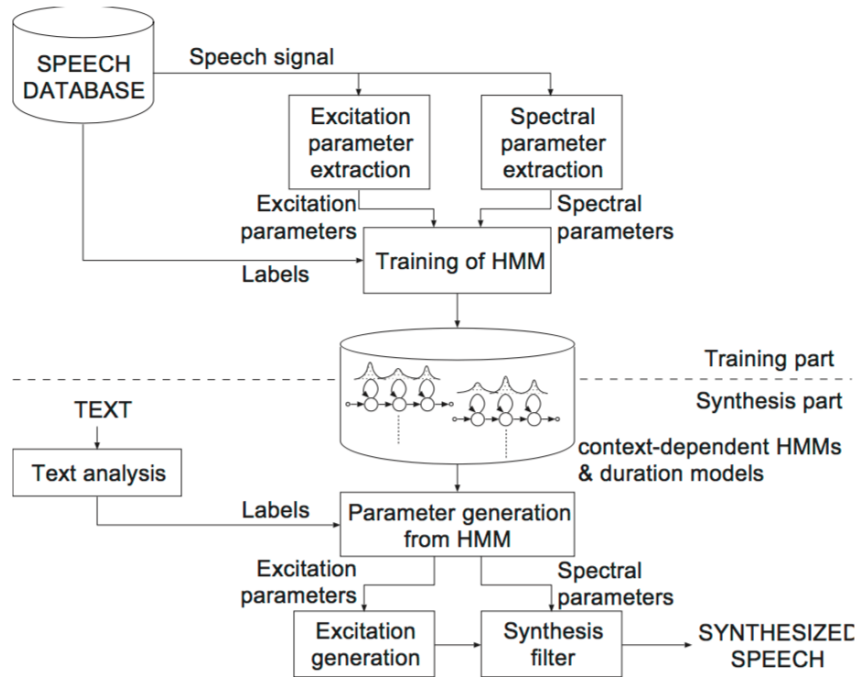 SPEECH
DATABASE
Speech signal
Excitation
parameter
extraction
Spectral
parameter
extraction
Excitation
parameters
Spectral
parameters
Labels
Training of HMM
Training part
Synthesis part
TEXT
context-dependent HMMs
& duration models
Text analysis
Labels
Parameter generation
from HMM
Excitation
parameters
Spectral
parameters
Excitation
generation
Synthesis
filter
SYNTHESIZED
SPEECH